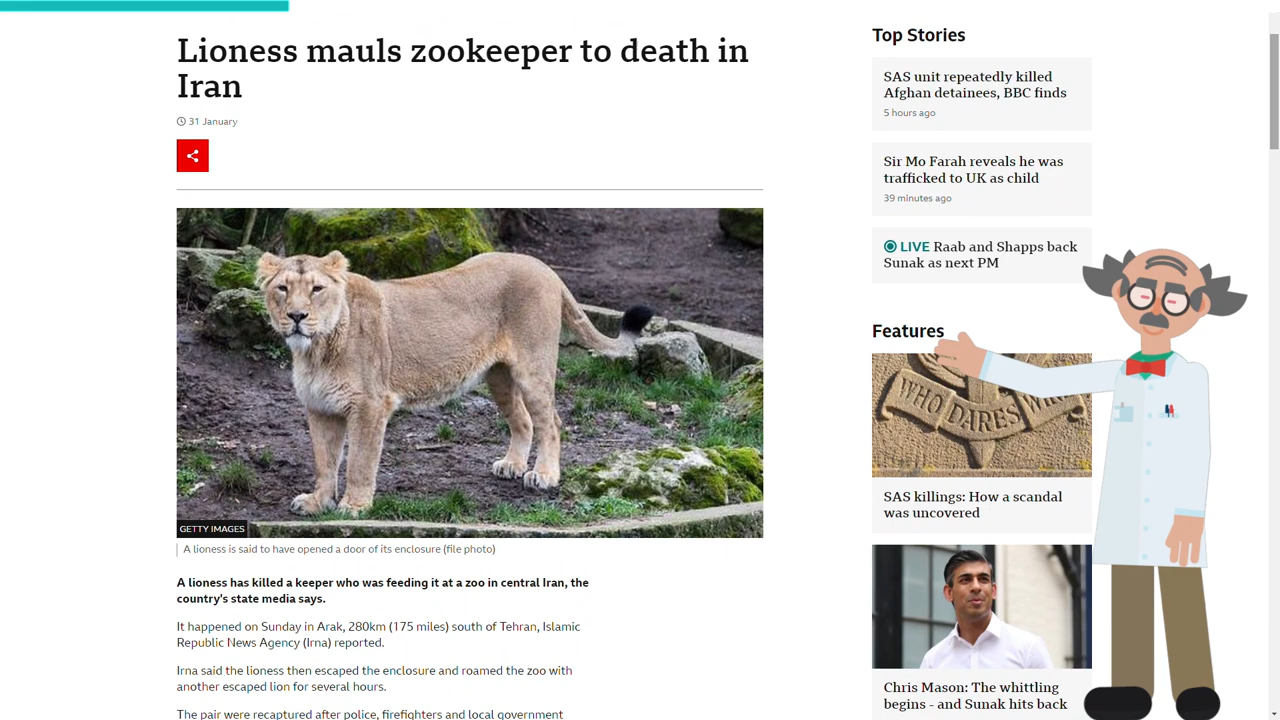 Lioness mauls zookeeper to death in
Iran
31 January
GETTY IMAGES
A lioness is said to have opened a door of its enclosure (file photo)
A lioness has killed a keeper who was feeding it at a zoo in central Iran, the
country's state media says.
It happened on Sunday in Arak, 280km (175 miles) south of Tehran, Islamic
Republic News Agency (Irna) reported.
Irna said the lioness then escaped the enclosure and roamed the zoo with
another escaped lion for several hours.
The pair were recaptured after police, firefighters and local government
Top Stories
SAS unit repeatedly killed
Afghan detainees, BBC finds
5 hours ago
Sir Mo Farah reveals he was
trafficked to UK as child
39 minutes ago
LIVE Raab and Shapps back
Sunak as next PM
Features
WHO DARES
SAS killings: How a scandal
was uncovered
Chris Mason: The whittling
begins - and Sunak hits back